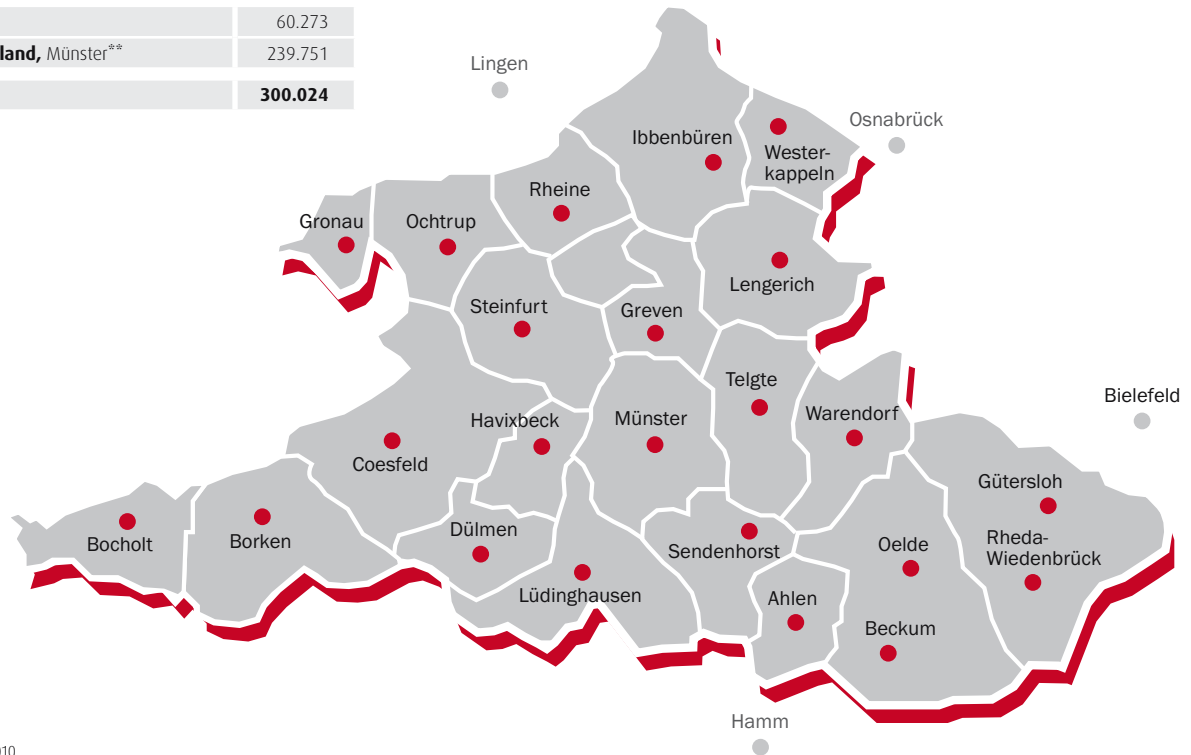 60.273
land, Münster** 239.751
300.024
Lingen
Osnabrück
Ibbenbüren
Wester-
kappeln
Rheine
Gronau
Ochtrup
Lengerich
Steinfurt
Greven
Telgte
Bielefeld
Havixbeck
Münster
Warendorf
Coesfeld
Gütersloh
Dülmen
Bocholt
Borken
Sendenhorst
Oelde
Rheda-
Wiedenbrück
Lüdinghausen
Ahlen
Beckum
Hamm